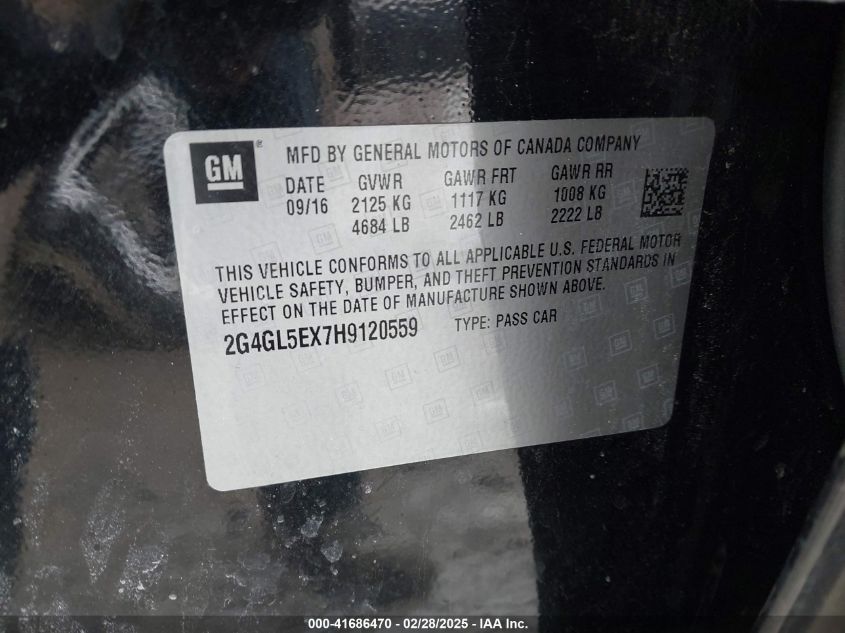 GM ® MFD BY GENERAL MOTORS OF CANADA COMPANY
DATE GVWR GAWR FRT GAWR RR
09/16 2125 KG 1117 KG 1008 KG
4684 LB 2462 LB 2222 LB
THIS VEHICLE CONFORMS TO ALL APPLICABLE U.S. FEDERAL MOTOR
VEHICLE SAFETY, BUMPER, AND THEFT PREVENTION STANDARDS IN
EFFECT ON THE DATE OF MANUFACTURE SHOWN ABOVE.
2G4GL5EX7H9120559 TYPE: PASS CAR
000-41686470 - 02/28/2025 - IAA Inc.